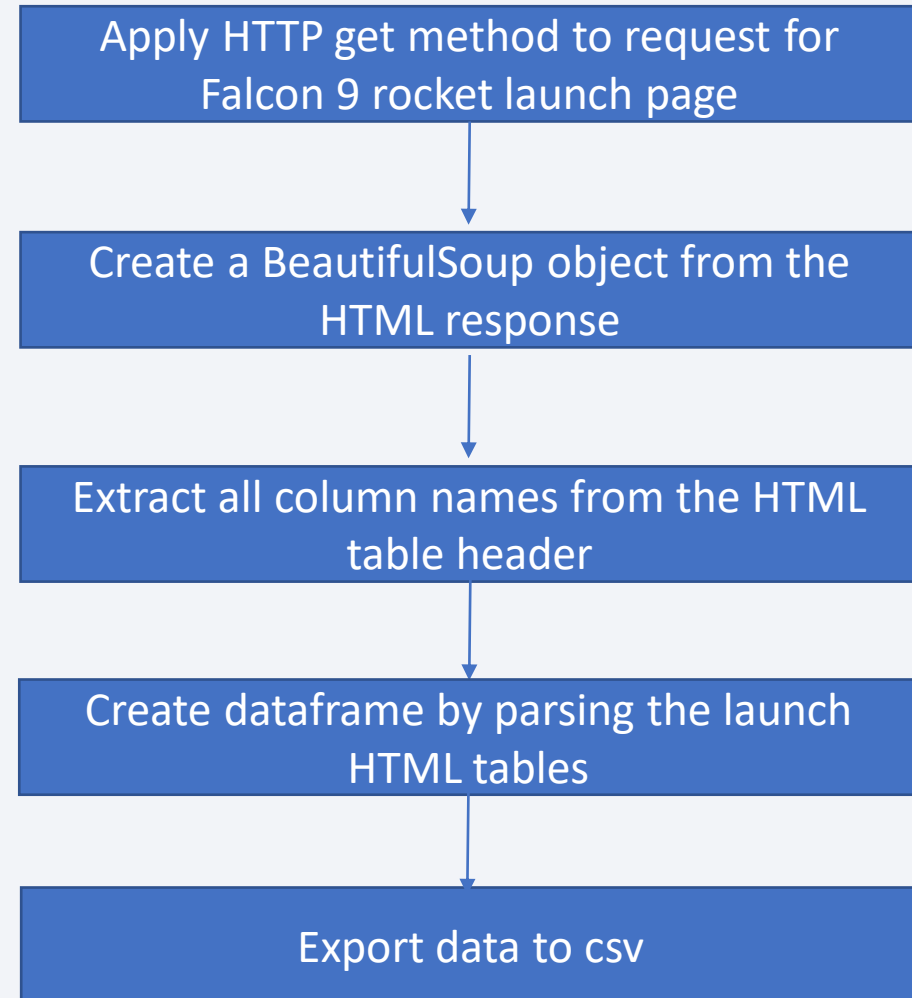 Apply HTTP get method to request for
Falcon 9 rocket launch page
Create a BeautifulSoup object from the
HTML response
Extract all column names from the HTML
table header
Create dataframe by parsing the launch
HTML tables
Export data to csv